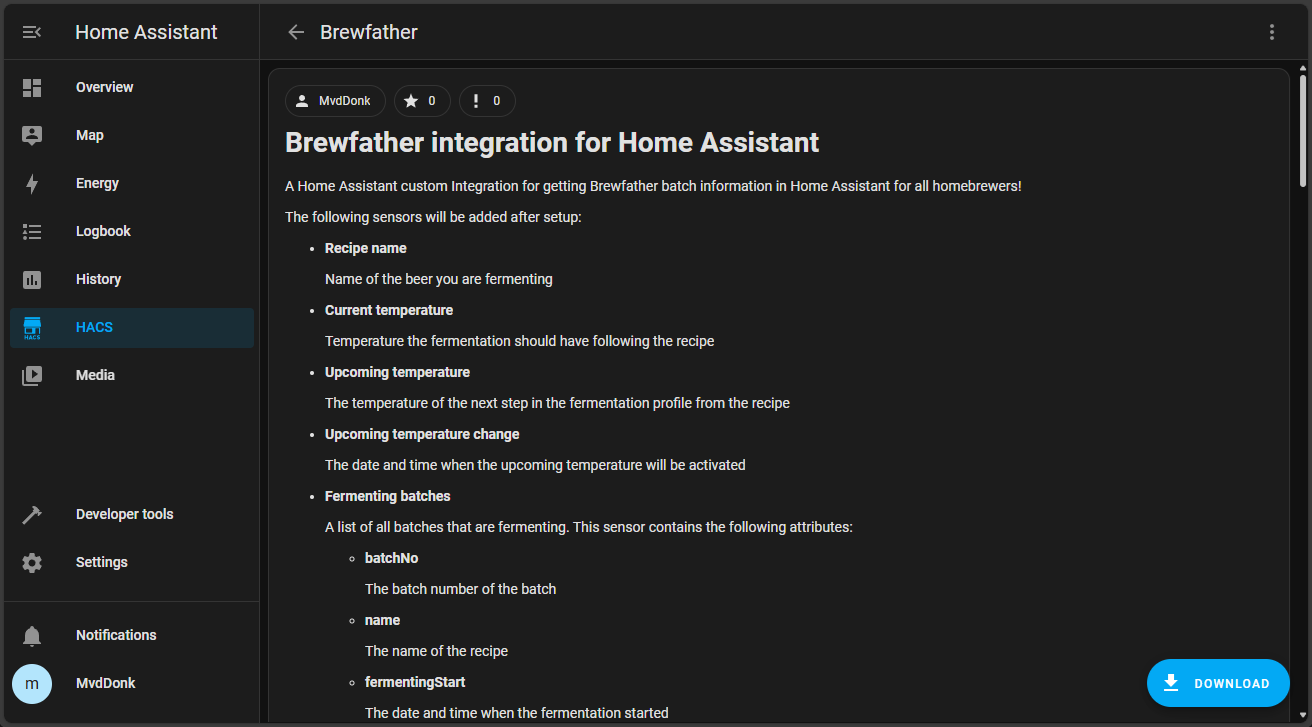 Home Assistant
Overview
Map
Energy
Logbook
History
HACS
HACS
Media
Developer tools
Settings
Notifications
m
MvdDonk
Brewfather
MvdDonk
0
0
Brewfather integration for Home Assistant
A Home Assistant custom Integration for getting Brewfather batch information in Home Assistant for all homebrewers!
The following sensors will be added after setup:
Recipe name
Name of the beer you are fermenting
Current temperature
Temperature the fermentation should have following the recipe
Upcoming temperature
The temperature of the next step in the fermentation profile from the recipe
Upcoming temperature change
The date and time when the upcoming temperature will be activated
Fermenting batches
A list of all batches that are fermenting. This sensor contains the following attributes:
batchNo
The batch number of the batch
name
The name of the recipe
fermentingStart
The date and time when the fermentation started
DOWNLOAD